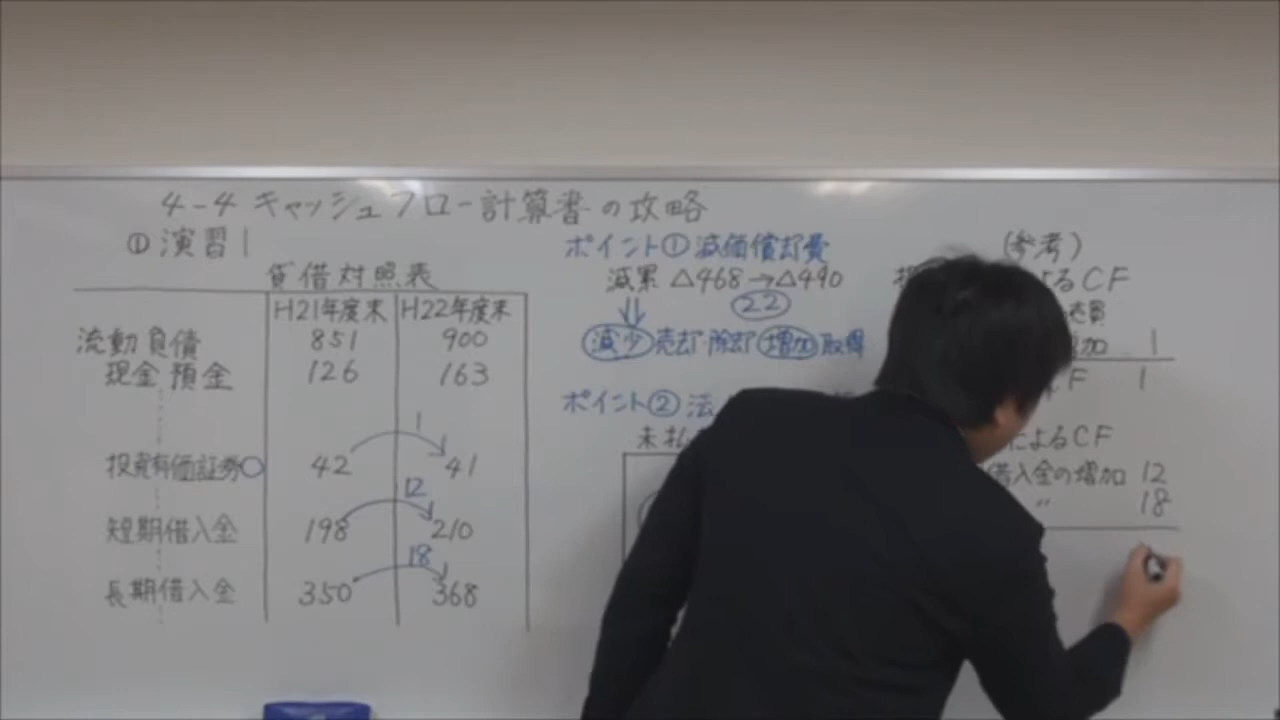 4-4 キャッシュフロー計算書の攻略
① 演習1
貸借対照表
H21年度末 H22年度末
流動負債 851 900
現金預金 126 163
1
投資有価証券○ 42 41
12
短期借入金 198 210
18
長期借入金 350 368
ポイント① 減価償却費
減累 △468→△490
22
⇓
減少 売却・除却 増加 取得
ポイント② 法
未払
(参考)
るCF
増加 1
F 1
によるCF
借入金の増加 12
〃 18